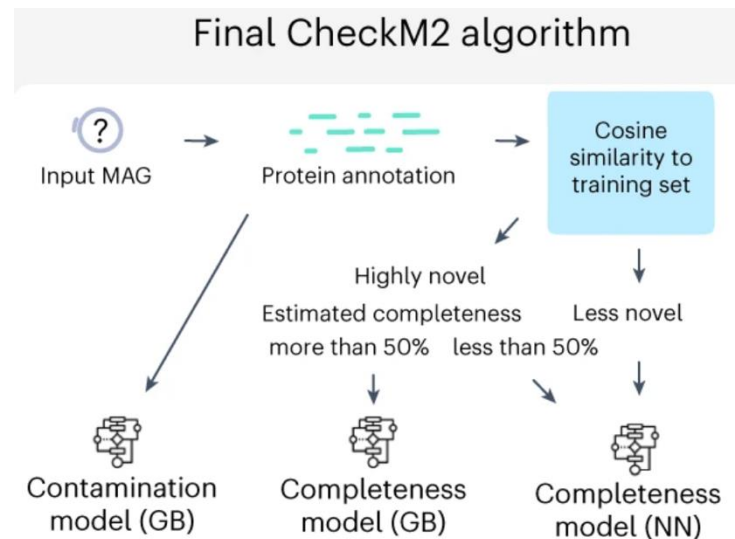 Final CheckM2 algorithm
?
Input MAG
Protein annotation
Cosine
similarity to
training set
Highly novel
Estimated completeness
more than 50%
less than 50%
Less novel
Contamination
model (GB)
Completeness
model (GB)
Completeness
model (NN)